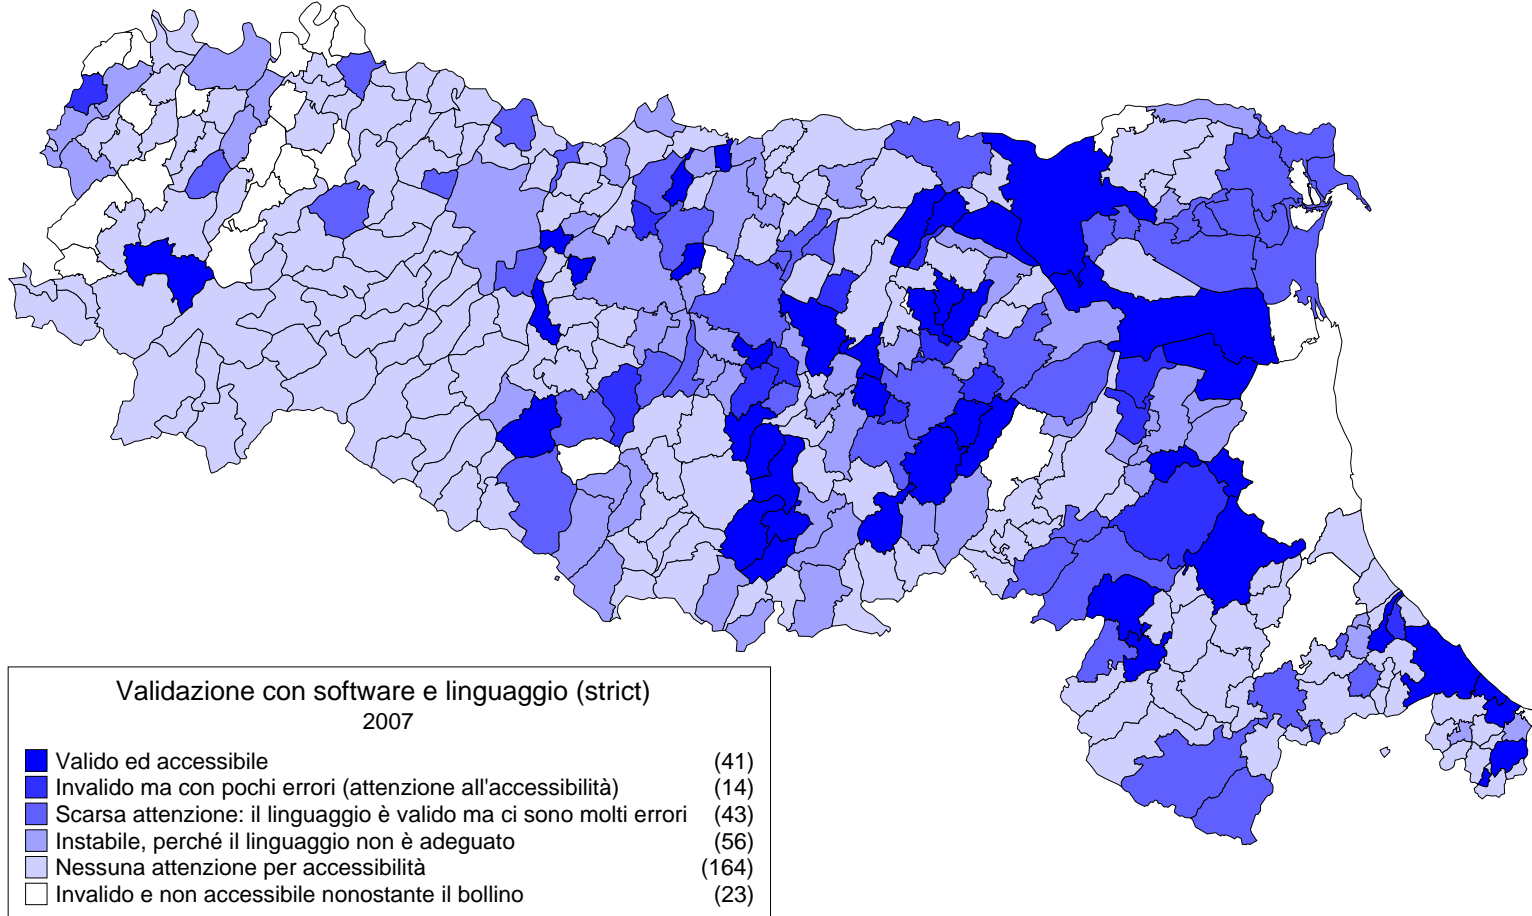 Validazione con software e linguaggio (strict)
2007
Valido ed accessibile (41)
Invalido ma con pochi errori (attenzione all'accessibilità) (14)
Scarsa attenzione: il linguaggio è valido ma ci sono molti errori (43)
Instabile, perché il linguaggio non è adeguato (56)
Nessuna attenzione per accessibilità (164)
Invalido e non accessibile nonostante il bollino (23)